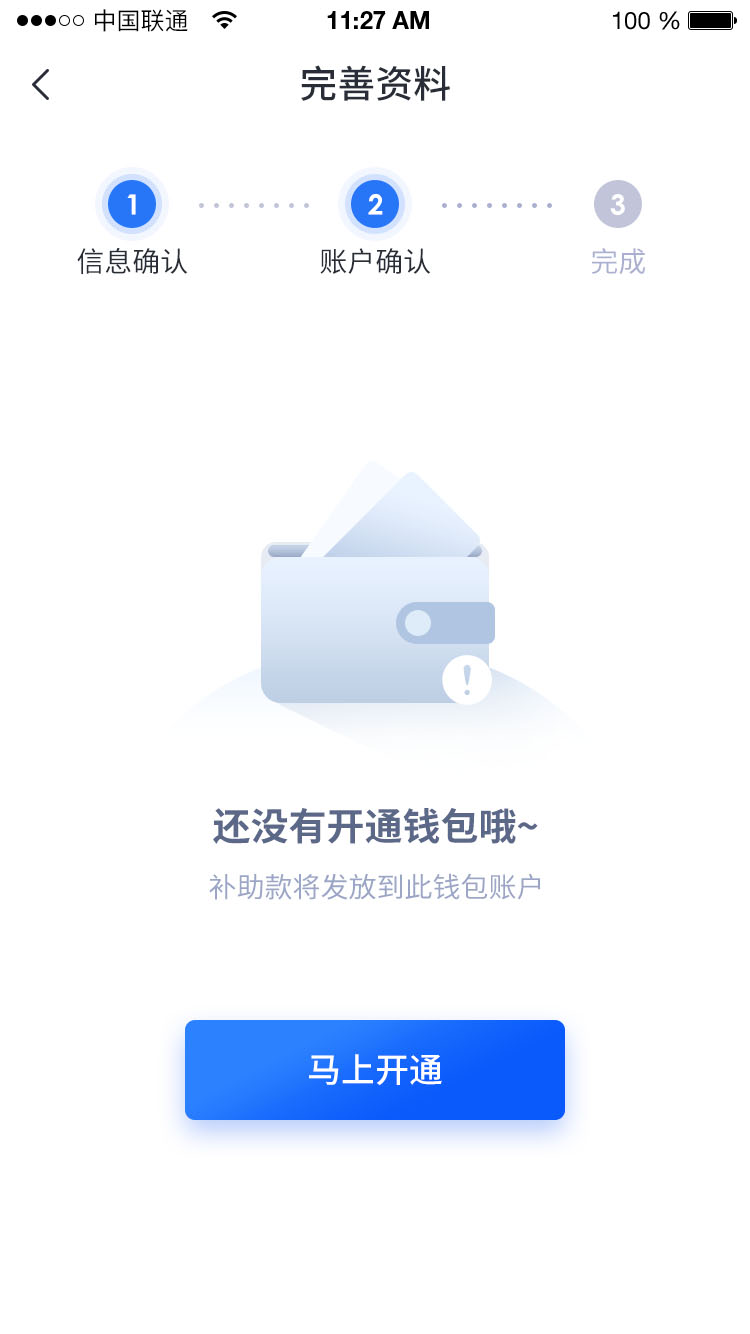 中国联通 11:27 AM 100 %
完善资料
1 2 3
信息确认 账户确认 完成
还没有开通钱包哦~
补助款将发放到此钱包账户
马上开通